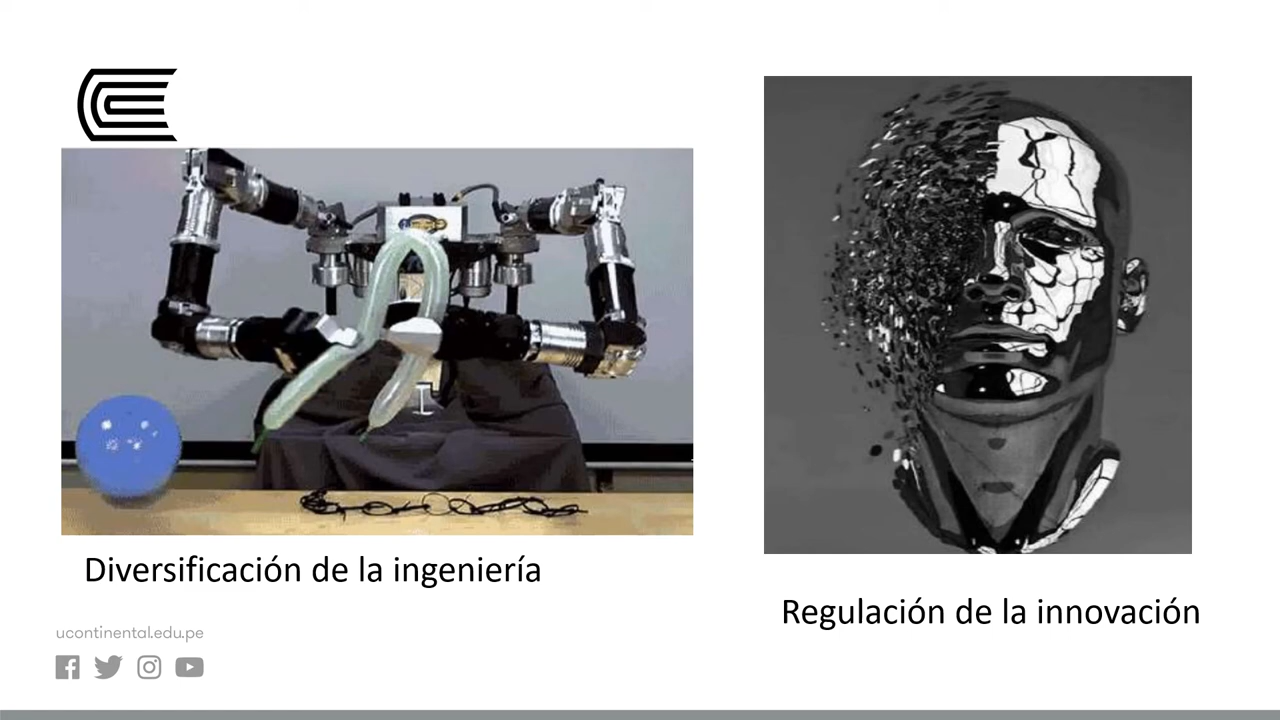 Diversificación de la ingeniería
Regulación de la innovación
ucontinental.edu.pe